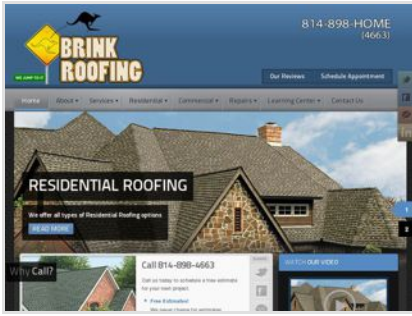 814-898-HOME
(4663)
BRINK
ROOFING
WE JUMP TO IT
Our Reviews Schedule Appointment
Home About Services Residential Commercial Repairs Learning Center Contact Us
RESIDENTIAL ROOFING
We offer all types of Residential Roofing options
READ MORE
Why Call?
Call 814-898-4663
Call us today to schedule a free estimate
for your next project.
Free Estimates!
WATCH OUR VIDEO
1
2